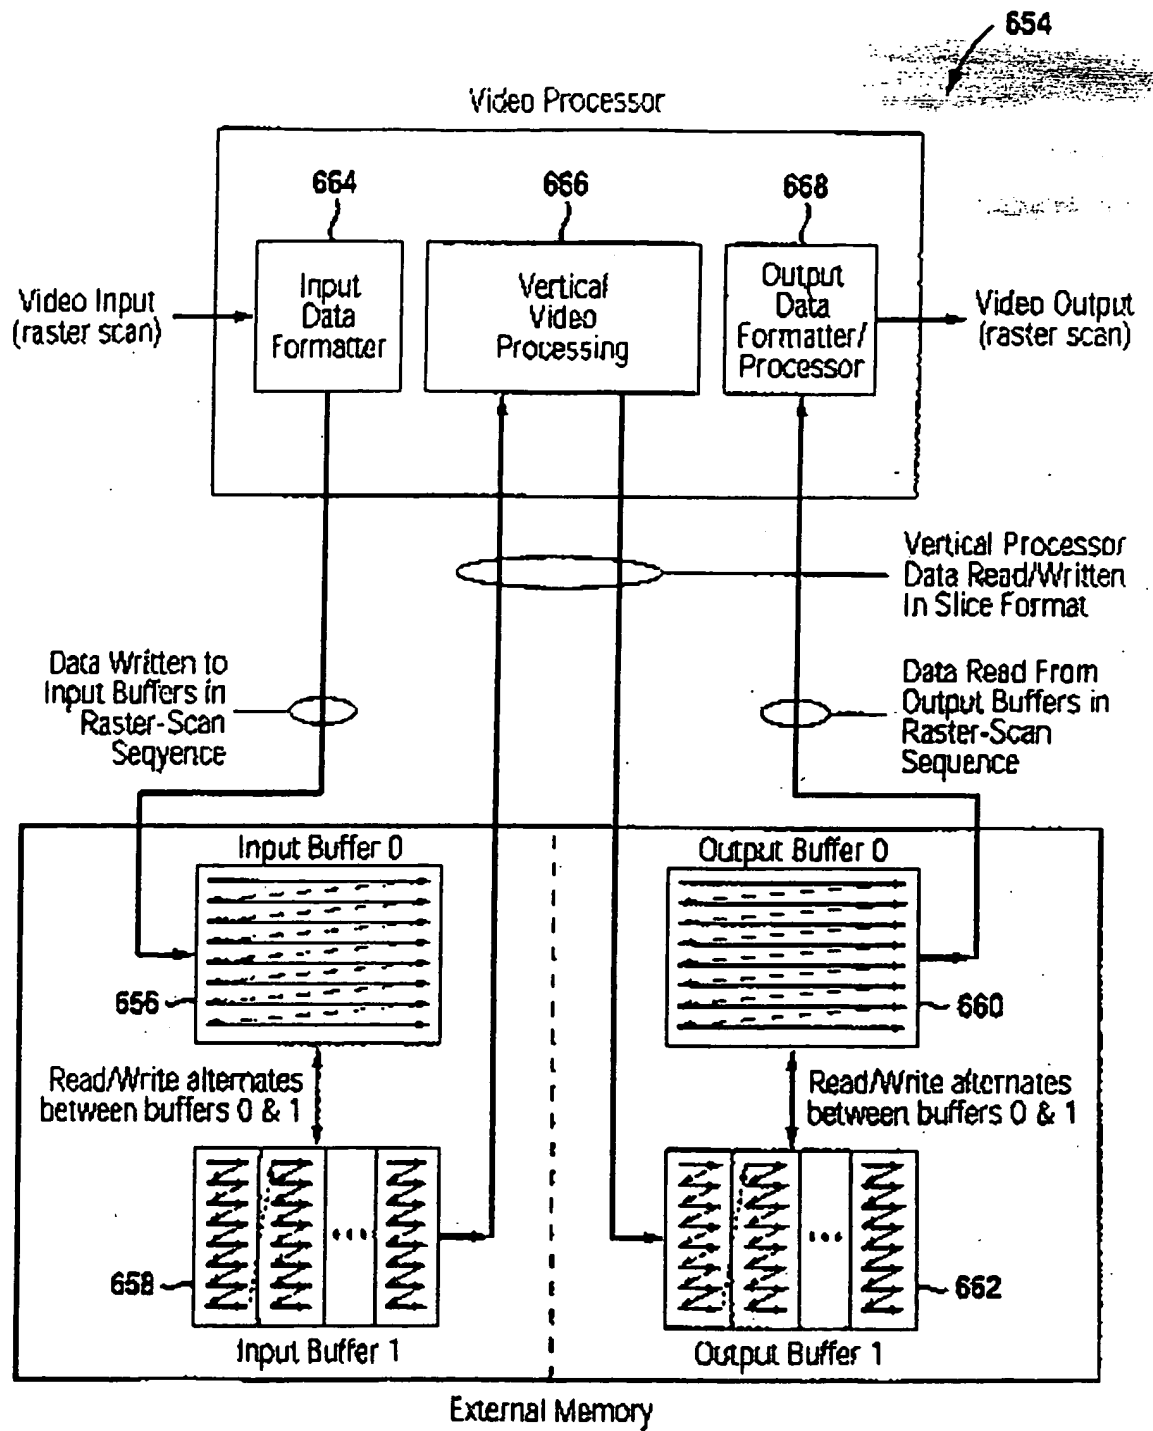 654
Video Processor
664
666
668
Video Input
(raster scan)
Input
Data
Formatter
Vertical
Video
Processing
Output
Data
Formatter/
Processor
Video Output
(raster scan)
Vertical Processor
Data Read/Written
In Slice Format
Data Written to
Input Buffers in
Raster-Scan
Seqyence
Data Read From
Output Buffers in
Raster-Scan
Sequence
Input Buffer 0
Output Buffer 0
656
660
Read/Write alternates
between buffers 0 & 1
Read/Write alternates
between buffers 0 & 1
658
662
Input Buffer 1
Output Buffer 1
External Memory